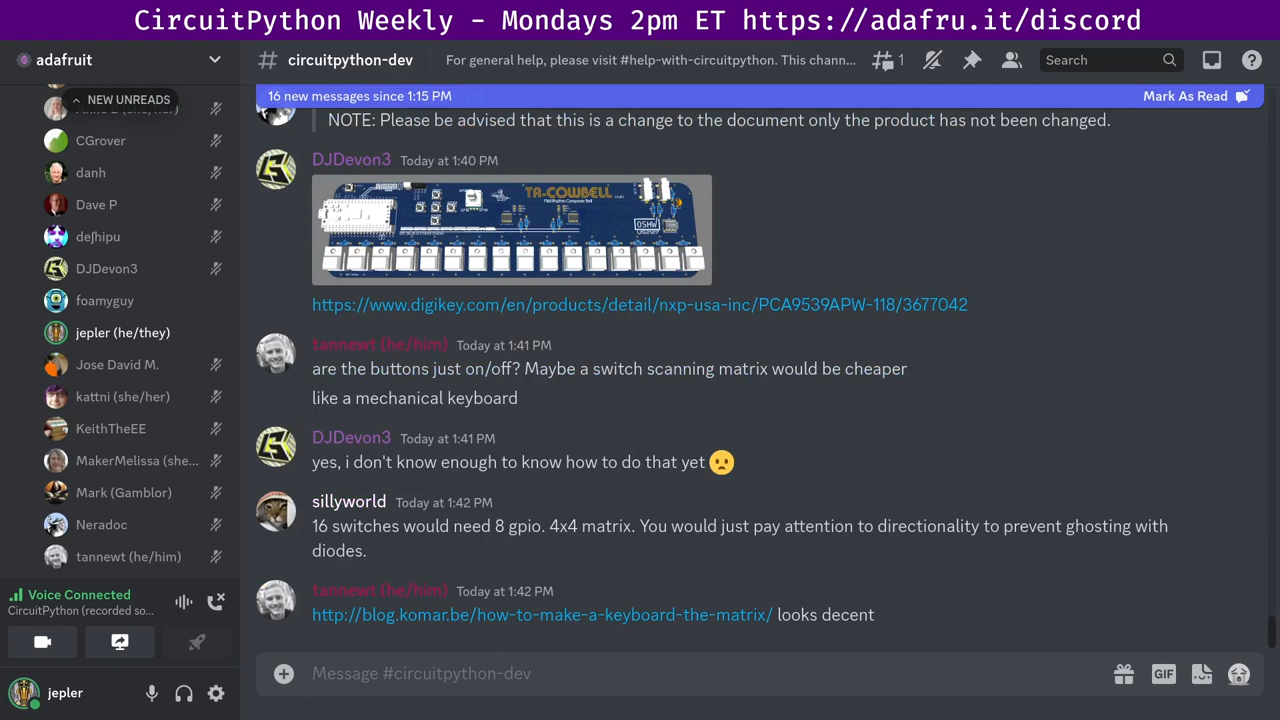 CircuitPython Weekly - Mondays 2pm ET https://adafru.it/discord
adafruit
# circuitpython-dev
For general help, please visit #help-with-circuitpython. This chann...
1
Search
NEW UNREADS
16 new messages since 1:15 PM
Mark As Read
CGrover
danh
Dave P
deʃhipu
DJDevon3
foamyguy
jepler (he/they)
Jose David M.
kattni (she/her)
KeithTheEE
MakerMelissa (she...
Mark (Gamblor)
Neradoc
tannewt (he/him)
Voice Connected
CircuitPython (recorded so...
jepler
NOTE: Please be advised that this is a change to the document only the product has not been changed.
DJDevon3 Today at 1:40 PM
TR-COWBELL
OSHW
https://www.digikey.com/en/products/detail/nxp-usa-inc/PCA9539APW-118/3677042
tannewt (he/him) Today at 1:41 PM
are the buttons just on/off? Maybe a switch scanning matrix would be cheaper
like a mechanical keyboard
DJDevon3 Today at 1:41 PM
yes, i don't know enough to know how to do that yet
sillyworld Today at 1:42 PM
16 switches would need 8 gpio. 4x4 matrix. You would just pay attention to directionality to prevent ghosting with
diodes.
tannewt (he/him) Today at 1:42 PM
http://blog.komar.be/how-to-make-a-keyboard-the-matrix/ looks decent
Message #circuitpython-dev
GIF